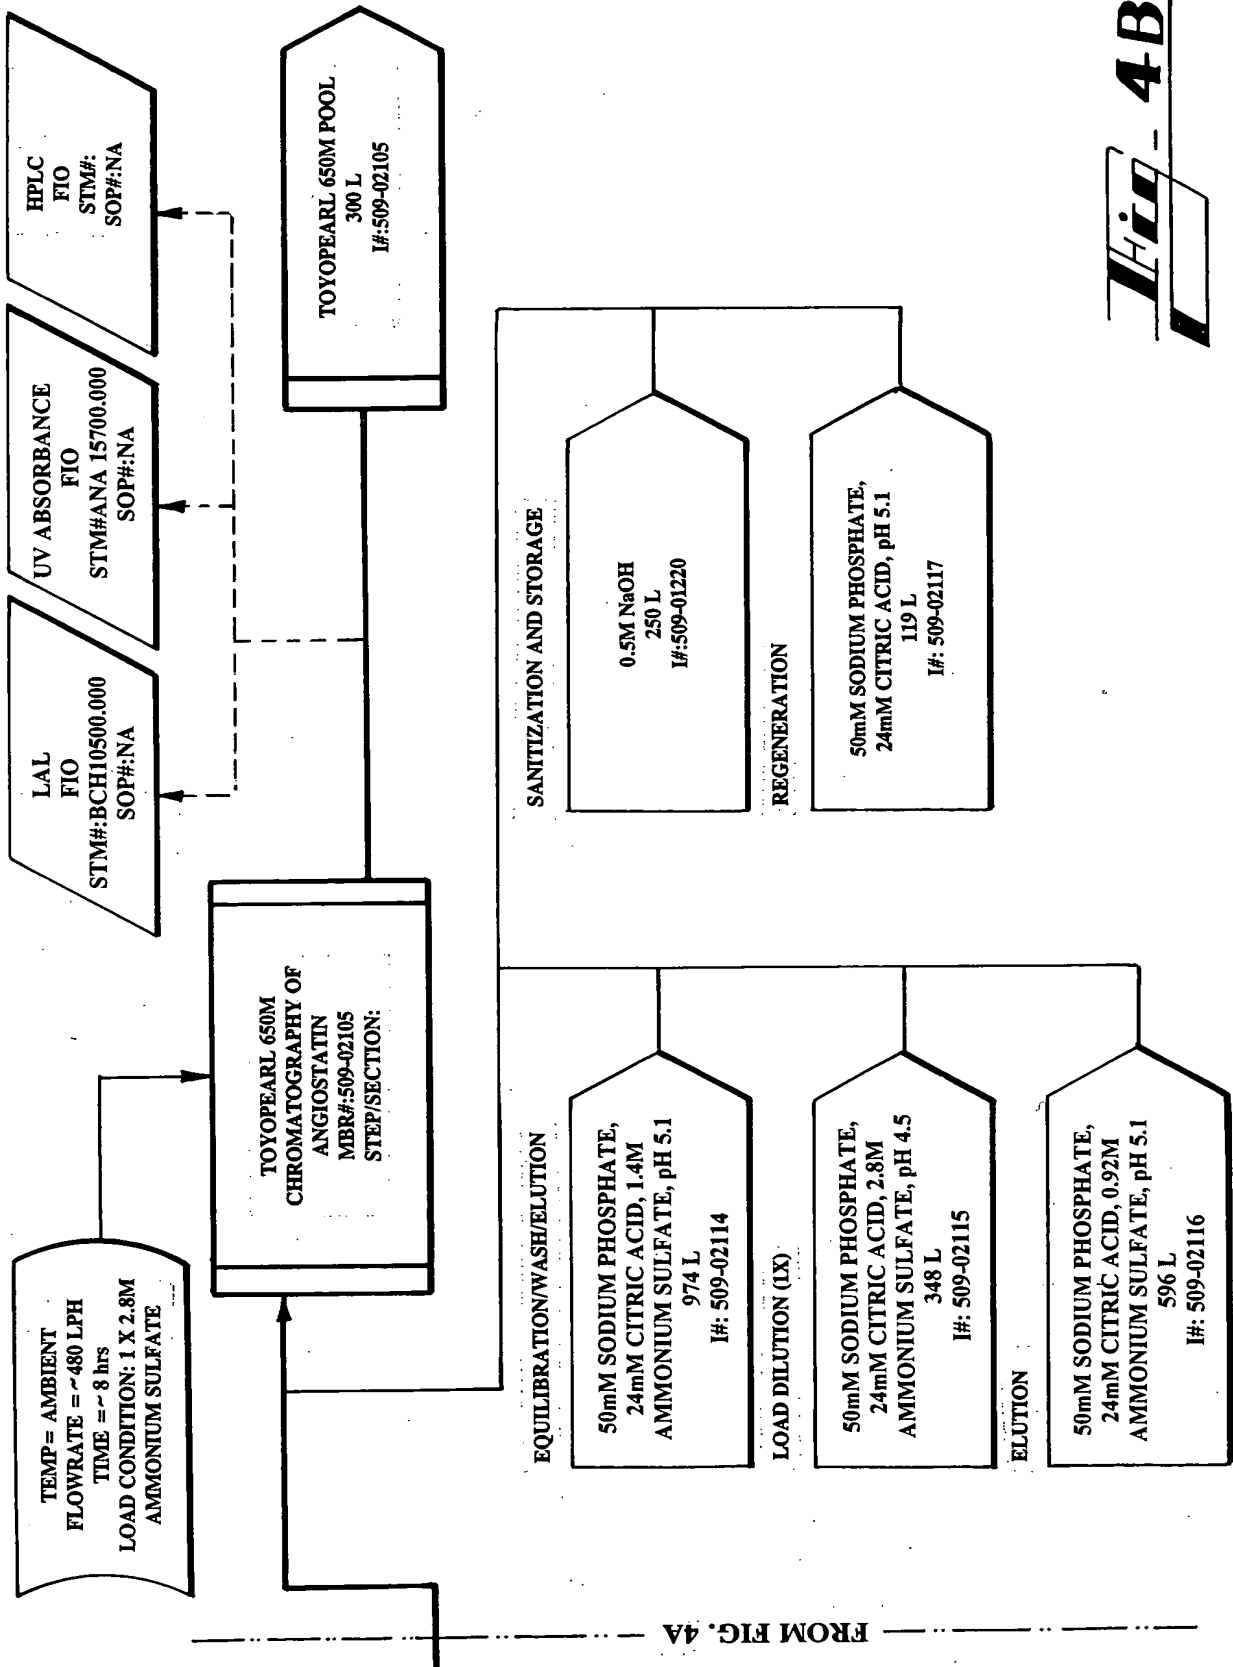 TEMP= AMBIENT
FLOWRATE = ~480 LPH
TIME = ~ 8 hrs
LOAD CONDITION: 1 X 2.8M
AMMONIUM SULFATE
LAL
FIO
STM#:BCH10500.000
SOP#:NA
UV ABSORBANCE
FIO
STM#ANA 15700.000
SOP#:NA
HPLC
FIO
STM#:
SOP#:NA
TOYOPEARL 650M
CHROMATOGRAPHY OF
ANGIOSTATIN
MBR#:509-02105
STEP/SECTION:
TOYOPEARL 650M POOL
300 L
I#:509-02105
EQUILIBRATION/WASH/ELUTION
50mM SODIUM PHOSPHATE,
24mM CITRIC ACID, 1.4M
AMMONIUM SULFATE, pH 5.1
974 L
I#: 509-02114
LOAD DILUTION (1X)
50mM SODIUM PHOSPHATE,
24mM CITRIC ACID, 2.8M
AMMONIUM SULFATE, pH 4.5
348 L
I#: 509-02115
ELUTION
50mM SODIUM PHOSPHATE,
24mM CITRIC ACID, 0.92M
AMMONIUM SULFATE, pH 5.1
596 L
I#: 509-02116
SANITIZATION AND STORAGE
0.5M NaOH
250 L
I#:509-01220
REGENERATION
50mM SODIUM PHOSPHATE,
24mM CITRIC ACID, pH 5.1
119 L
I#: 509-02117
FROM FIG. 4A
Fig- 4B